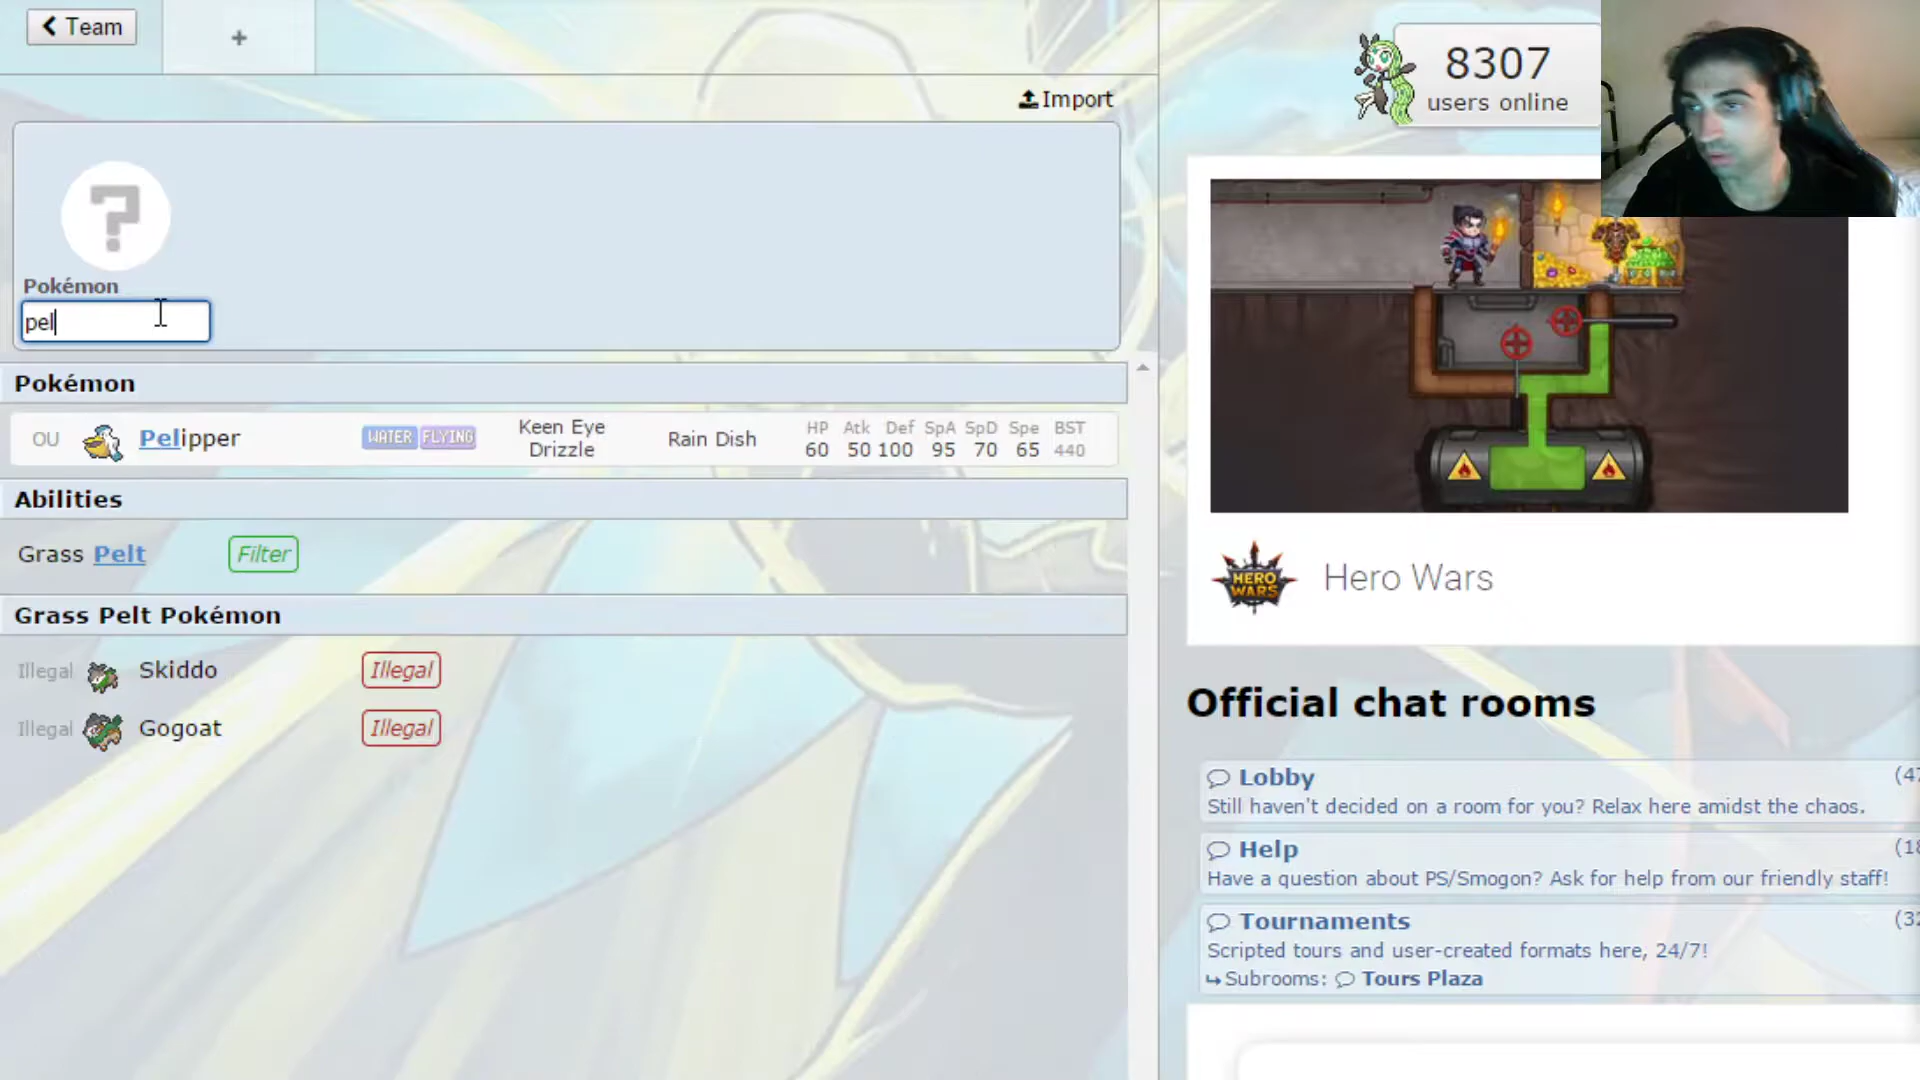 Team
+
8307
users online
Import
Pokémon
pel
Pokémon
OU Pelipper WATER FLYING Keen Eye Drizzle Rain Dish HP 60 Atk 50 Def 100 SpA 95 SpD 70 Spe 65 BST 440
Abilities
Grass Pelt Filter
Grass Pelt Pokémon
Illegal Skiddo Illegal
Illegal Gogoat Illegal
HERO WARS
Hero Wars
Official chat rooms
Lobby
Still haven't decided on a room for you? Relax here amidst the chaos.
Help
Have a question about PS/Smogon? Ask for help from our friendly staff!
Tournaments
Scripted tours and user-created formats here, 24/7!
↪Subrooms: Tours Plaza